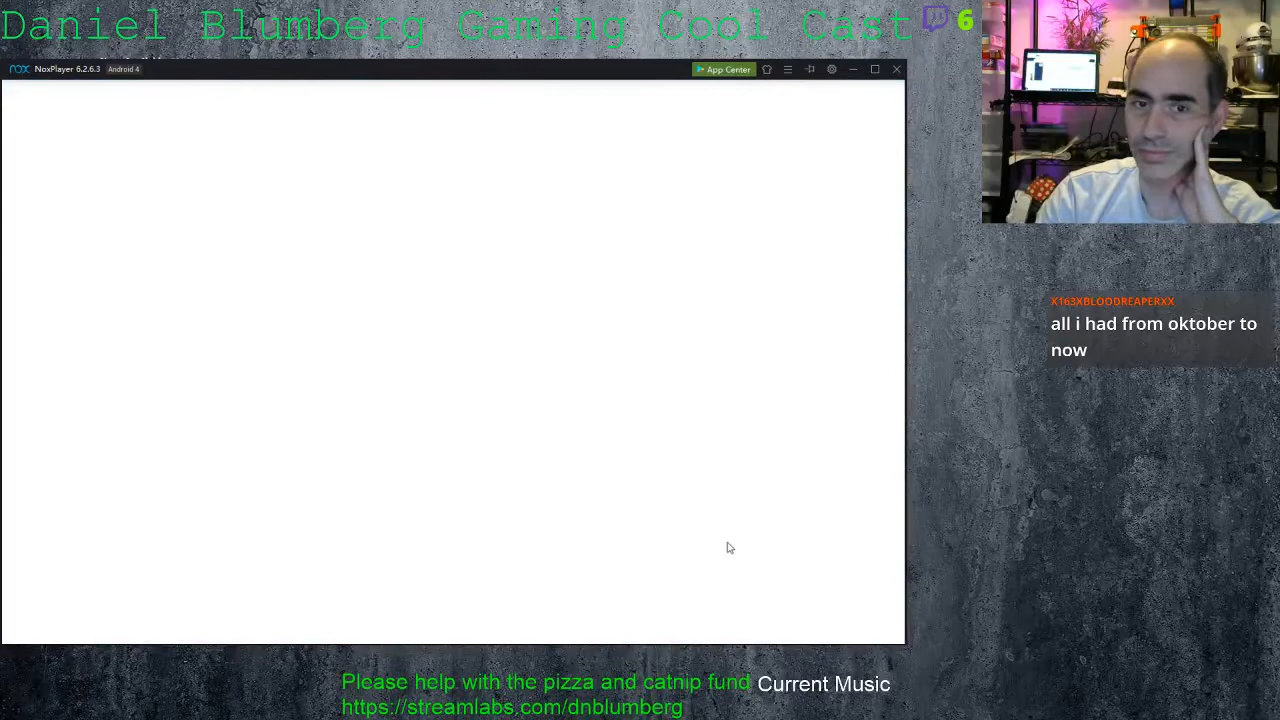 Daniel Blumberg Gaming Cool Cast 6
nox NoxPlayer 6.2.6.3 Android 4 App Center
X163XBLOODREAPERXX
all i had from oktober to
now
Please help with the pizza and catnip fund
https://streamlabs.com/dnblumberg
Current Music